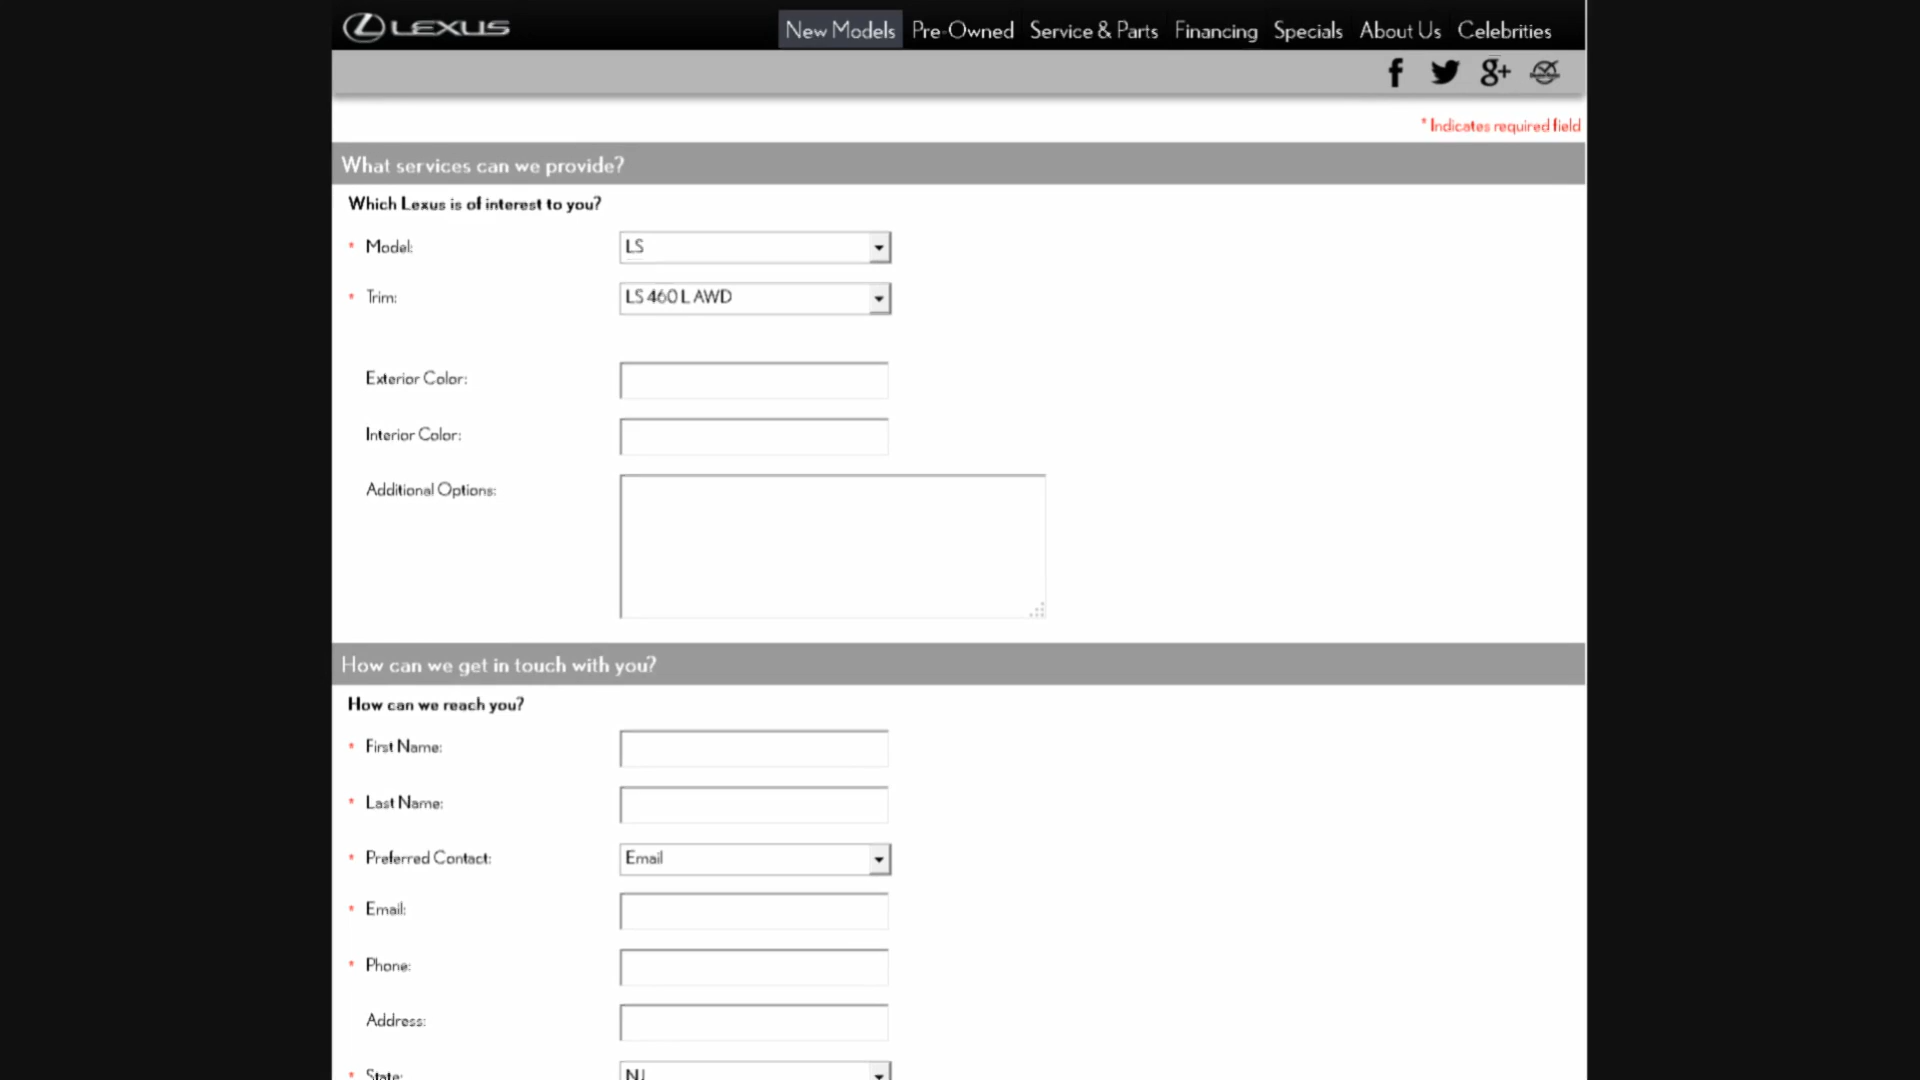 LEXUS
New Models Pre-Owned Service & Parts Financing Specials About Us Celebrities
f g+
* Indicates required field
What services can we provide?
Which Lexus is of interest to you?
* Model: LS
* Trim: LS 460 L AWD
Exterior Color:
Interior Color:
Additional Options:
How can we get in touch with you?
How can we reach you?
* First Name:
* Last Name:
* Preferred Contact: Email
* Email:
* Phone:
Address:
* State: NJ